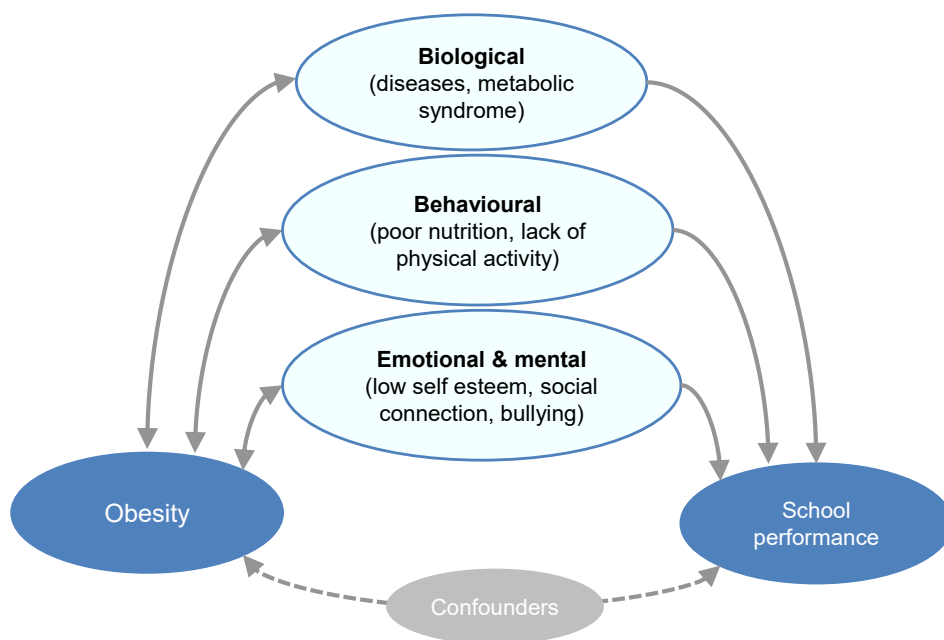 Biological
(diseases, metabolic
syndrome)
Behavioural
(poor nutrition, lack of
physical activity)
Emotional & mental
(low self esteem, social
connection, bullying)
Obesity
School
performance
Confounders